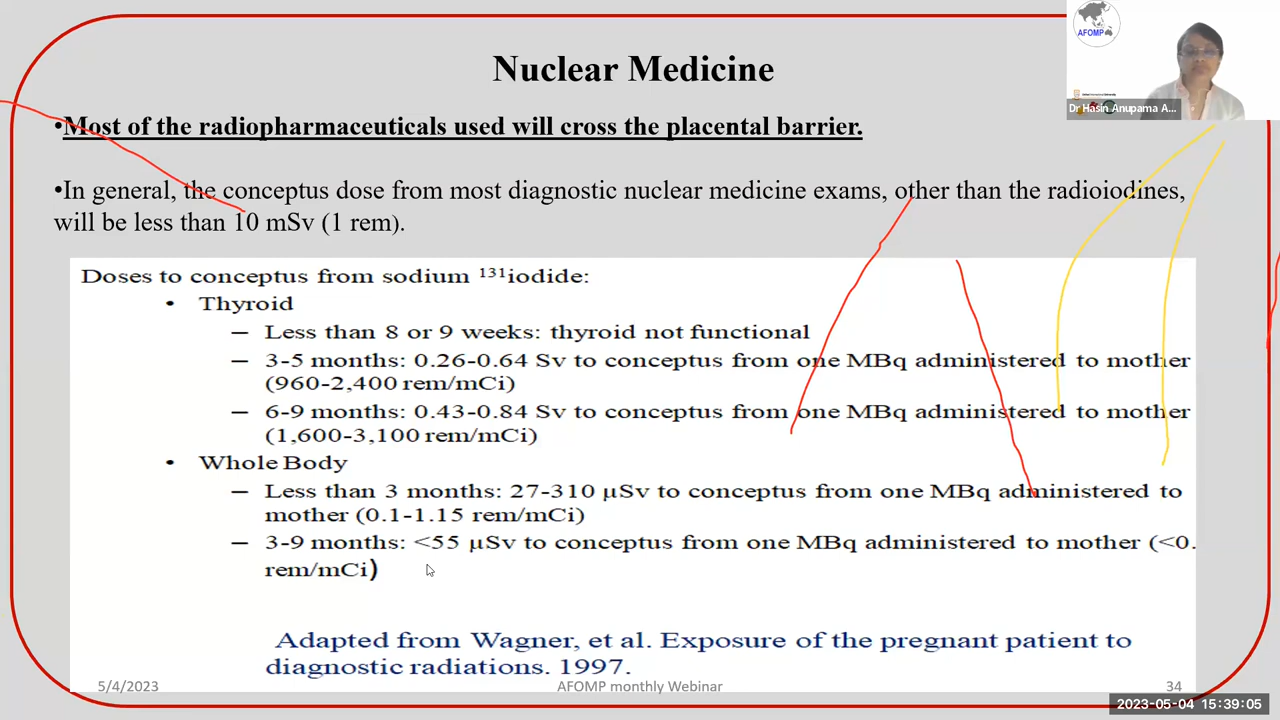 AFOMP
Dr Hasin Anupama A...
Nuclear Medicine
•Most of the radiopharmaceuticals used will cross the placental barrier.
•In general, the conceptus dose from most diagnostic nuclear medicine exams, other than the radioiodines,
will be less than 10 mSv (1 rem).
Doses to conceptus from sodium ¹³¹iodide:
• Thyroid
– Less than 8 or 9 weeks: thyroid not functional
– 3-5 months: 0.26-0.64 Sv to conceptus from one MBq administered to mother
(960-2,400 rem/mCi)
– 6-9 months: 0.43-0.84 Sv to conceptus from one MBq administered to mother
(1,600-3,100 rem/mCi)
• Whole Body
– Less than 3 months: 27-310 µSv to conceptus from one MBq administered to
mother (0.1-1.15 rem/mCi)
– 3-9 months: <55 µSv to conceptus from one MBq administered to mother (<0.
rem/mCi)
Adapted from Wagner, et al. Exposure of the pregnant patient to
diagnostic radiations. 1997.
5/4/2023 AFOMP monthly Webinar 34
2023-05-04 15:39:05